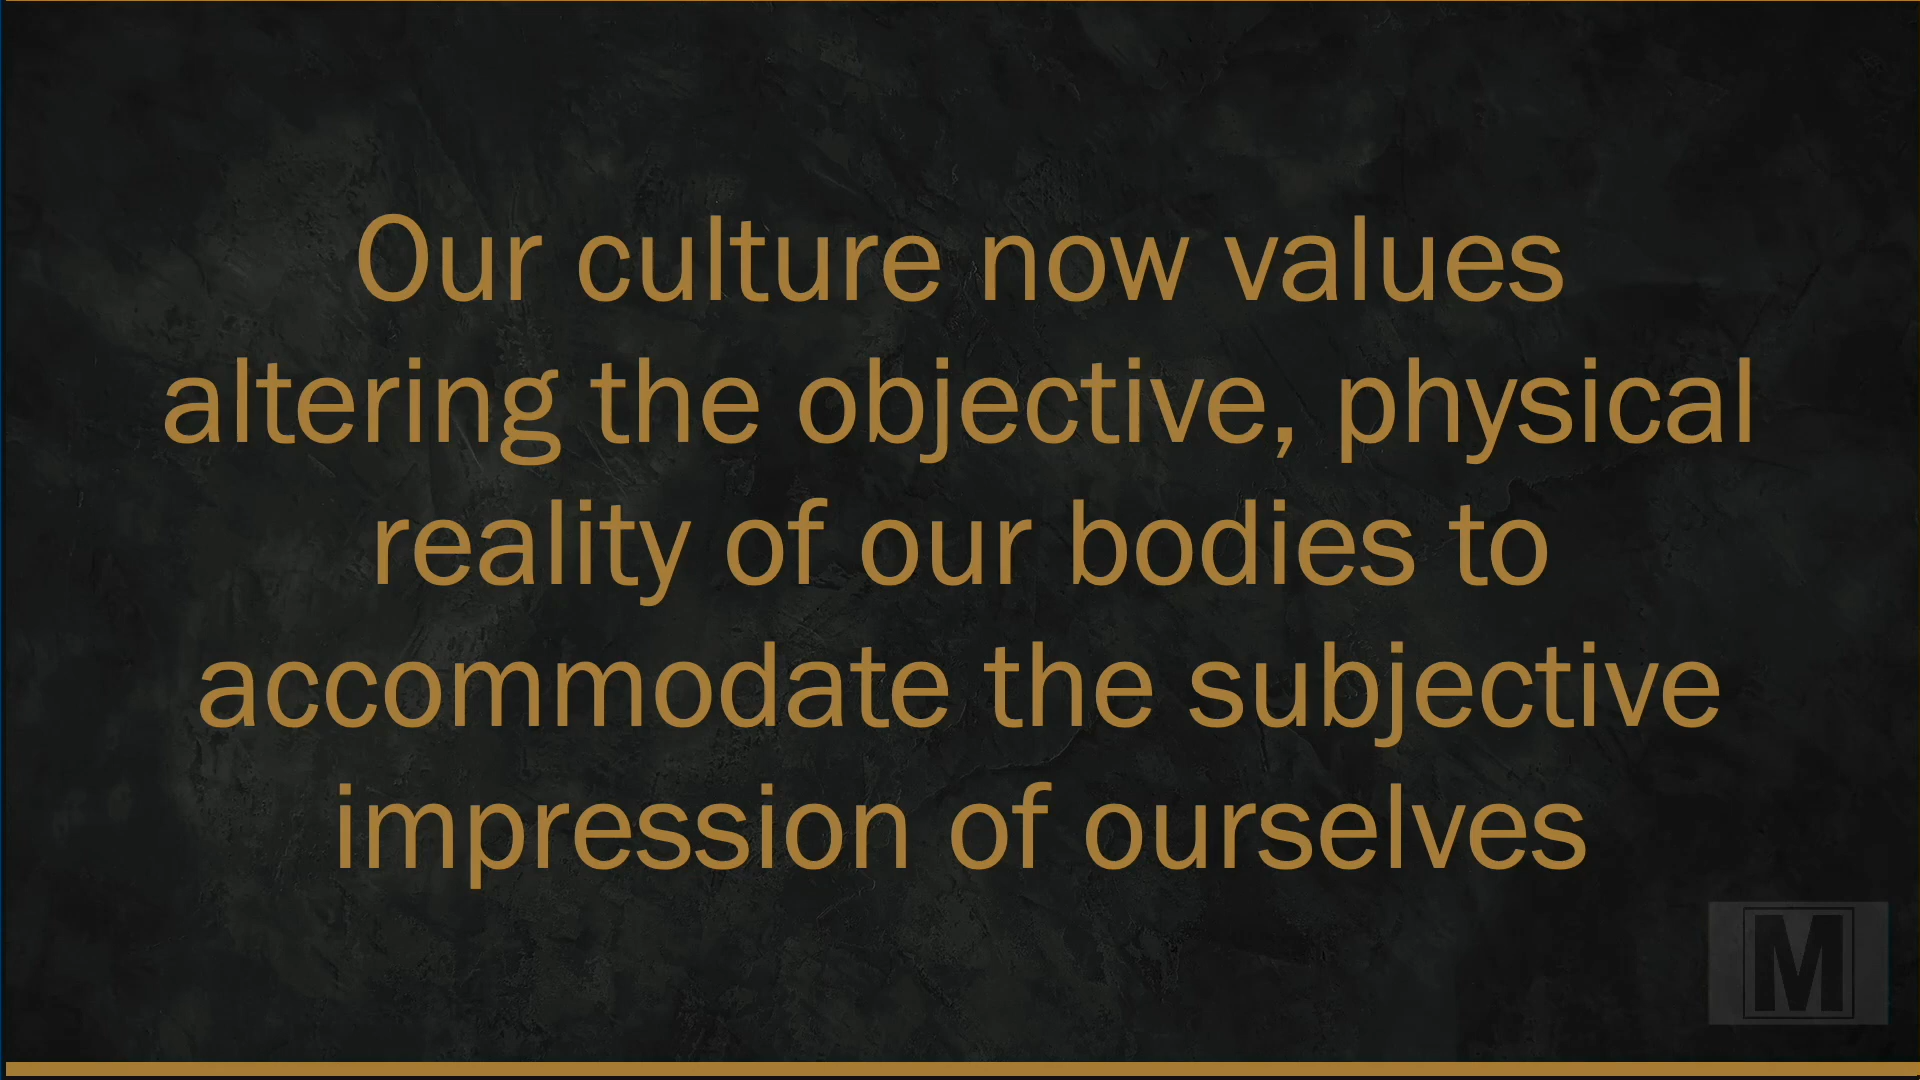 Our culture now values
altering the objective, physical
reality of our bodies to
accommodate the subjective
impression of ourselves
M